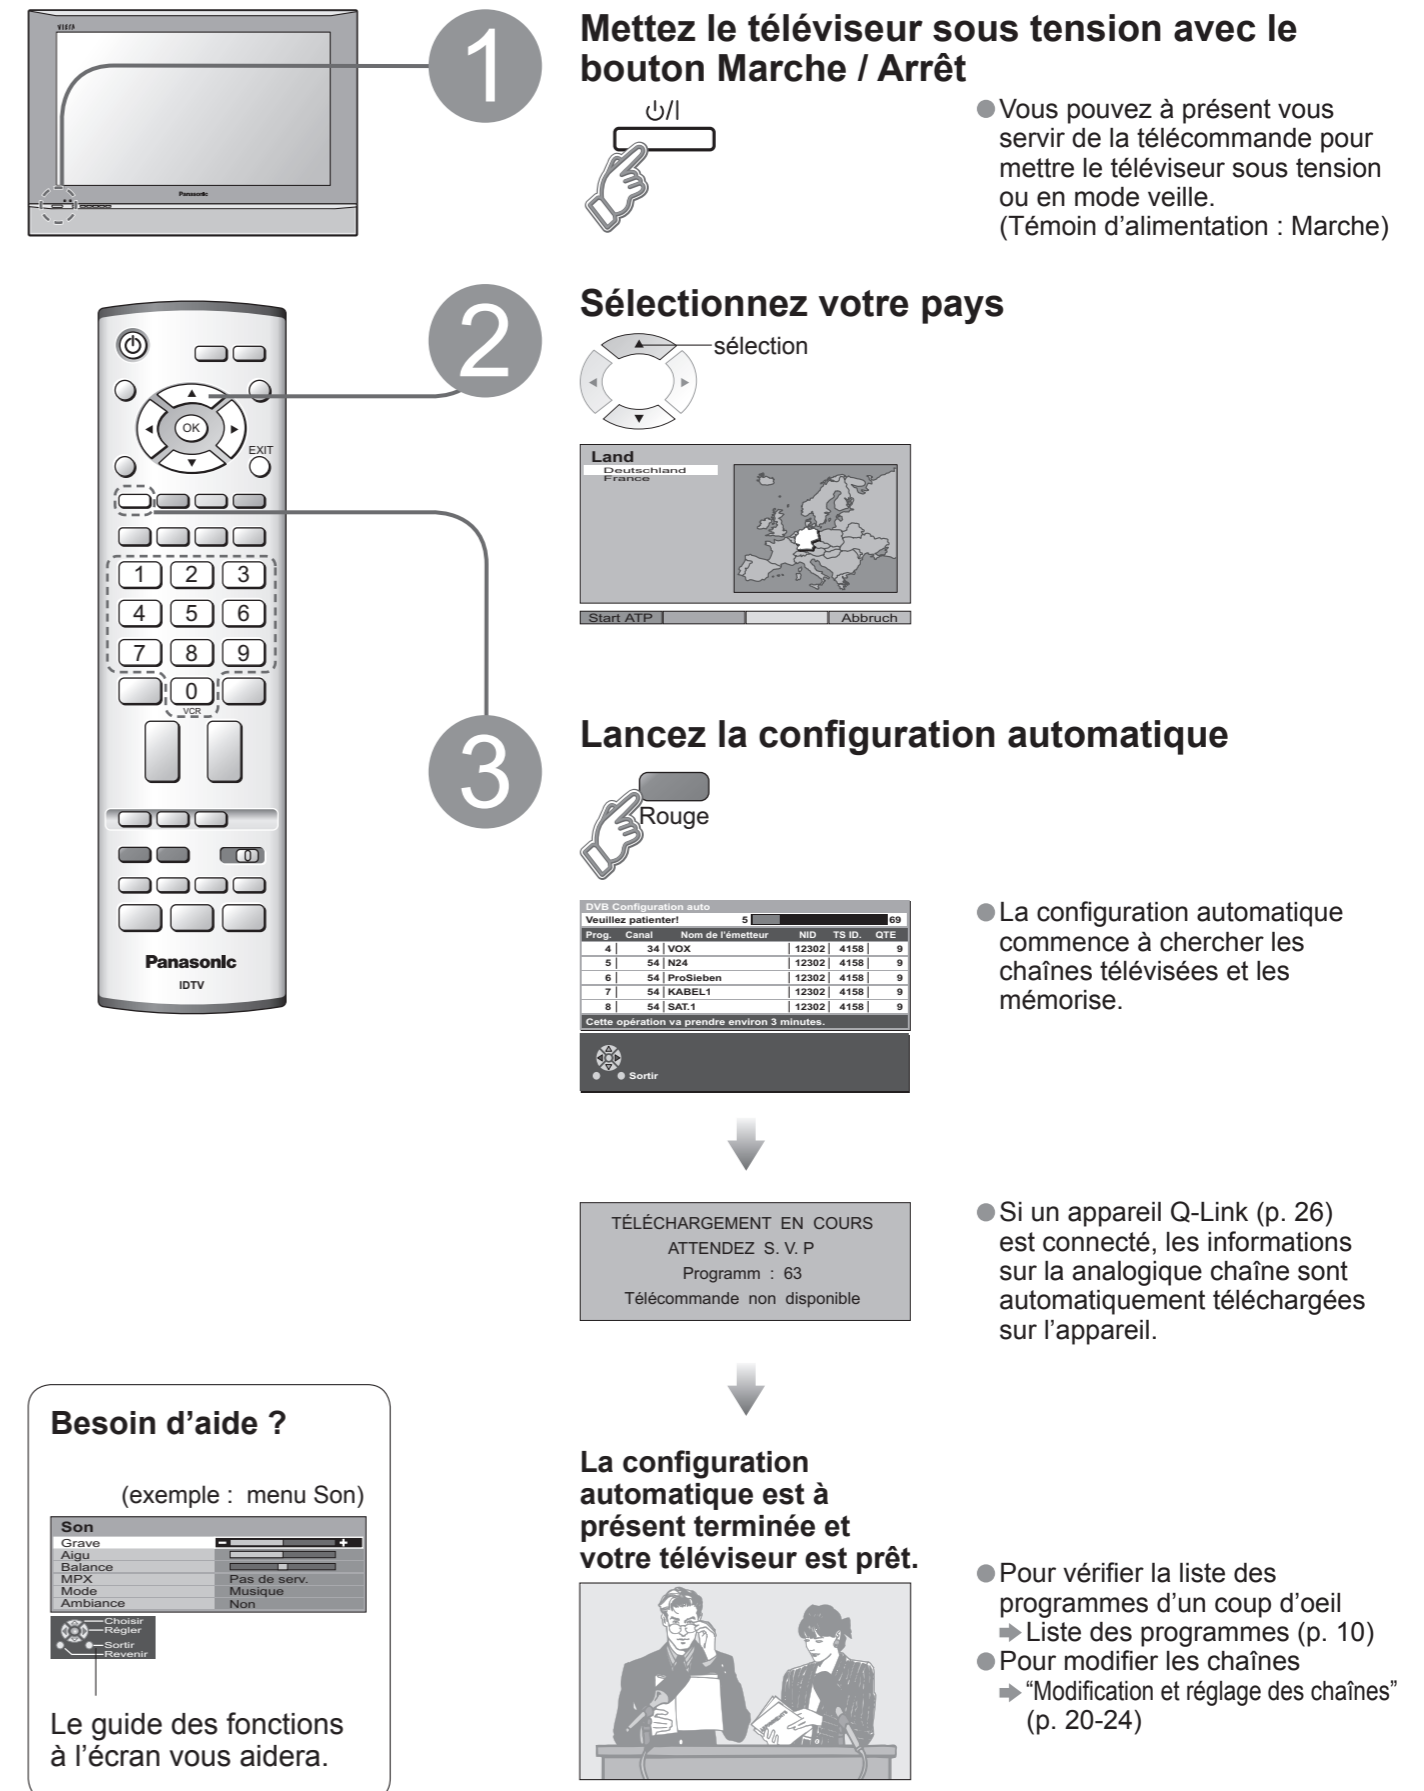 VIErA
Panasonic
1
Mettez le téléviseur sous tension avec le
bouton Marche / Arrêt
⏻/I
● Vous pouvez à présent vous
servir de la télécommande pour
mettre le téléviseur sous tension
ou en mode veille.
(Témoin d’alimentation : Marche)
2
Sélectionnez votre pays
sélection
Land
Deutschland
France
Start ATP
Abbruch
OK
EXIT
1 2 3
4 5 6
7 8 9
0
VCR
Panasonic
IDTV
3
Lancez la configuration automatique
Rouge
DVB Configuration auto
Veuillez patienter! 5 69
Prog. Canal Nom de l’émetteur NID TS ID. QTE
4 34 VOX 12302 4158 9
5 54 N24 12302 4158 9
6 54 ProSieben 12302 4158 9
7 54 KABEL1 12302 4158 9
8 54 SAT.1 12302 4158 9
Cette opération va prendre environ 3 minutes.
Sortir
● La configuration automatique
commence à chercher les
chaînes télévisées et les
mémorise.
TÉLÉCHARGEMENT EN COURS
ATTENDEZ S. V. P
Programm : 63
Télécommande non disponible
● Si un appareil Q-Link (p. 26)
est connecté, les informations
sur la analogique chaîne sont
automatiquement téléchargées
sur l’appareil.
Besoin d’aide ?
(exemple : menu Son)
Son
Grave - +
Aigu
Balance
MPX Pas de serv.
Mode Musique
Ambiance Non
Choisir
Régler
Sortir
Revenir
Le guide des fonctions
à l’écran vous aidera.
La configuration
automatique est à
présent terminée et
votre téléviseur est prêt.
● Pour vérifier la liste des
programmes d’un coup d’oeil
➡ Liste des programmes (p. 10)
● Pour modifier les chaînes
➡ “Modification et réglage des chaînes”
(p. 20-24)